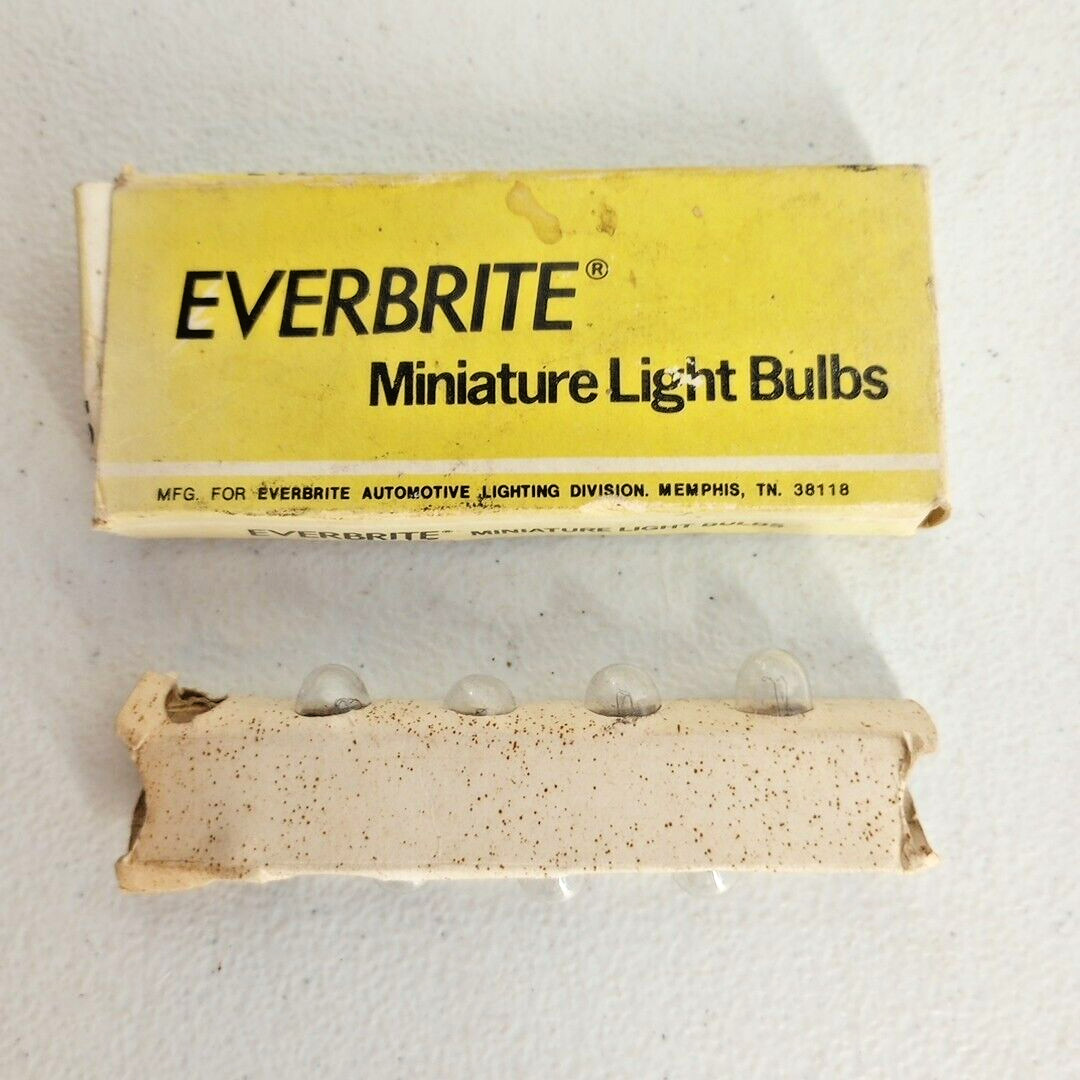 EVERBRITE®
Miniature Light Bulbs
MFG. FOR EVERBRITE AUTOMOTIVE LIGHTING DIVISION. MEMPHIS, TN. 38118
EVERBRITE® MINIATURE LIGHT BULBS